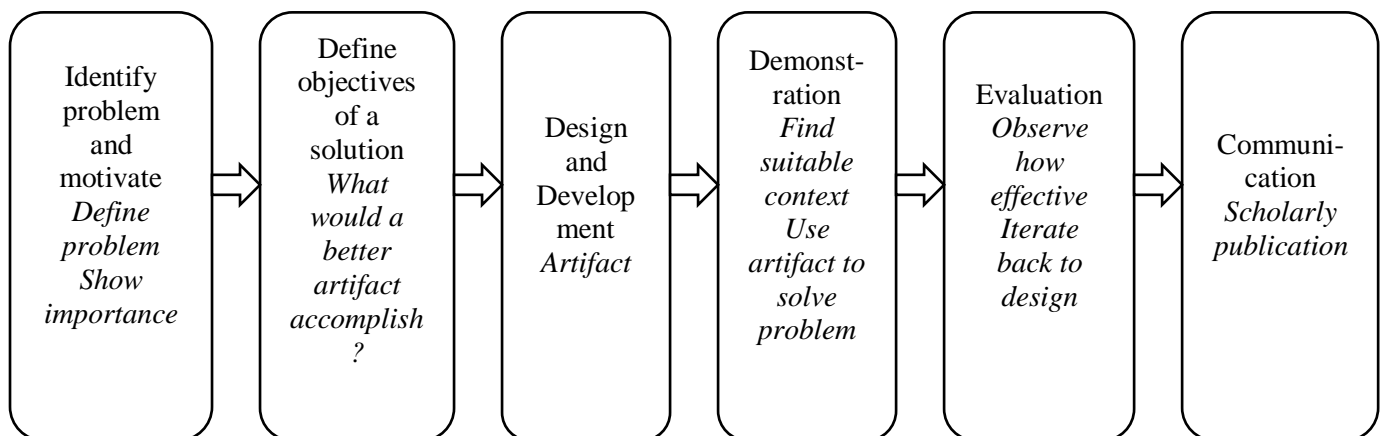 Identify
problem
and
motivate
Define
problem
Show
importance
Define
objectives
of a
solution
What
would a
better
artifact
accomplish
?
Design
and
Develop
ment
Artifact
Demonst-
ration
Find
suitable
context
Use
artifact to
solve
problem
Evaluation
Observe
how
effective
Iterate
back to
design
Communi-
cation
Scholarly
publication